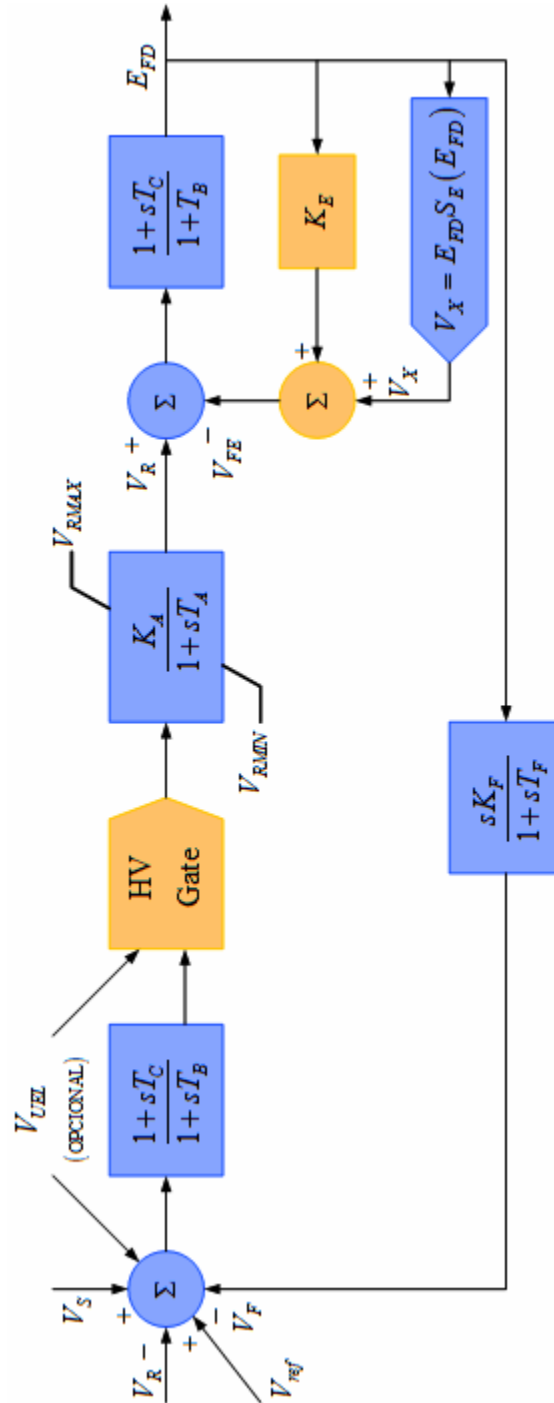 V_S
V_UEL
(OPCIONAL)
V_R
V_ref
V_F
+
−
+
−
Σ
1+sT_C
1+sT_B
HV
Gate
V_RMAX
K_A
1+sT_A
V_RMIN
V_R
+
−
V_FE
Σ
1+sT_C
1+T_B
E_FD
K_E
+
Σ
+
V_X
V_X = E_FD S_E (E_FD)
sK_F
1+sT_F